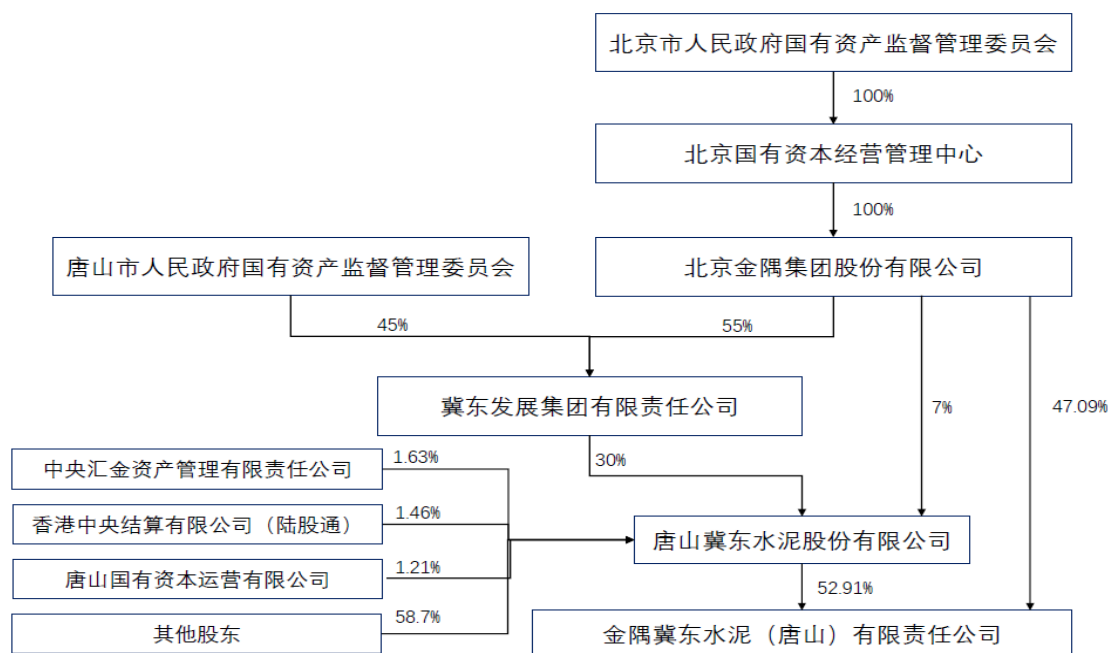 北京市人民政府国有资产监督管理委员会
100%
北京国有资本经营管理中心
100%
唐山市人民政府国有资产监督管理委员会
北京金隅集团股份有限公司
45%
55%
冀东发展集团有限责任公司
7%
47.09%
中央汇金资产管理有限责任公司
1.63%
30%
香港中央结算有限公司（陆股通）
1.46%
唐山冀东水泥股份有限公司
唐山国有资本运营有限公司
1.21%
52.91%
其他股东
58.7%
金隅冀东水泥（唐山）有限责任公司